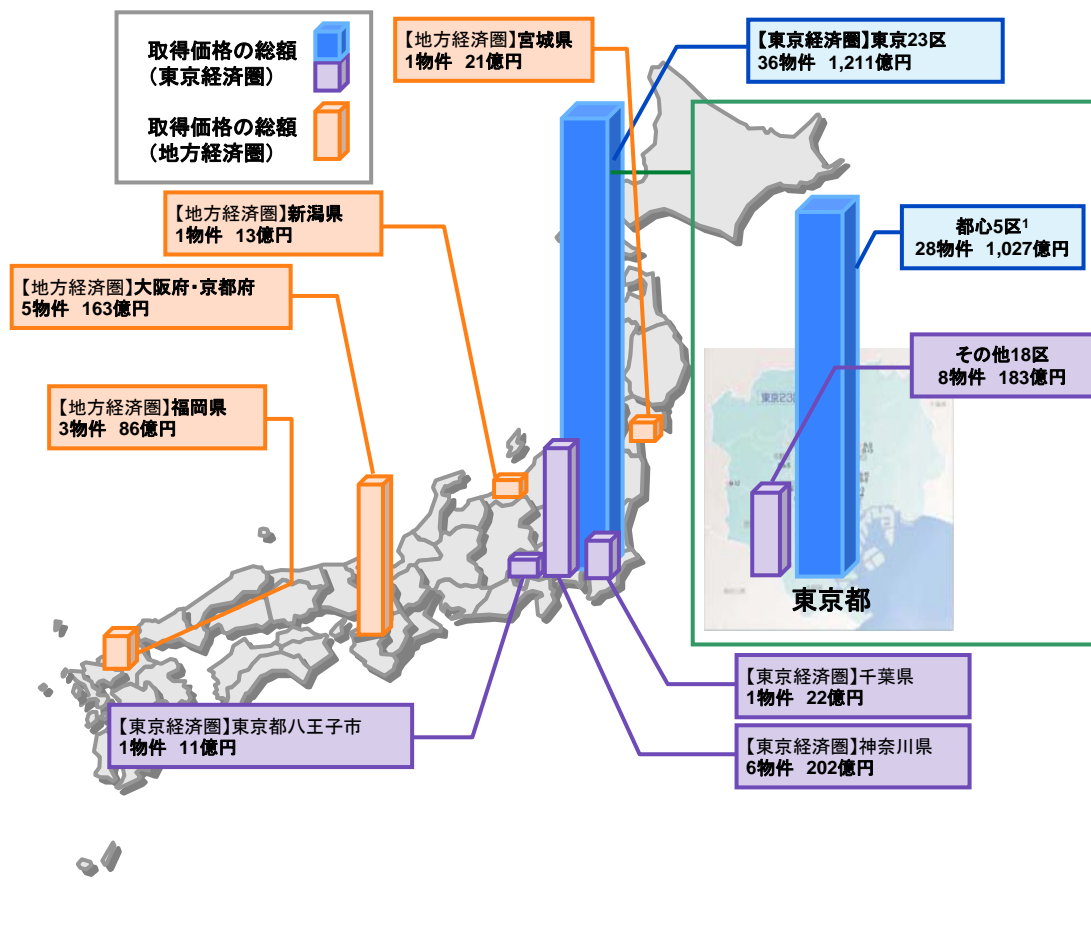 取得価格の総額
（東京経済圏）
取得価格の総額
（地方経済圏）
【地方経済圏】宮城県
1物件 21億円
【東京経済圏】東京23区
36物件 1,211億円
【地方経済圏】新潟県
1物件 13億円
都心5区1
28物件 1,027億円
【地方経済圏】大阪府・京都府
5物件 163億円
その他18区
8物件 183億円
【地方経済圏】福岡県
3物件 86億円
東京都
【東京経済圏】千葉県
1物件 22億円
【東京経済圏】東京都八王子市
1物件 11億円
【東京経済圏】神奈川県
6物件 202億円